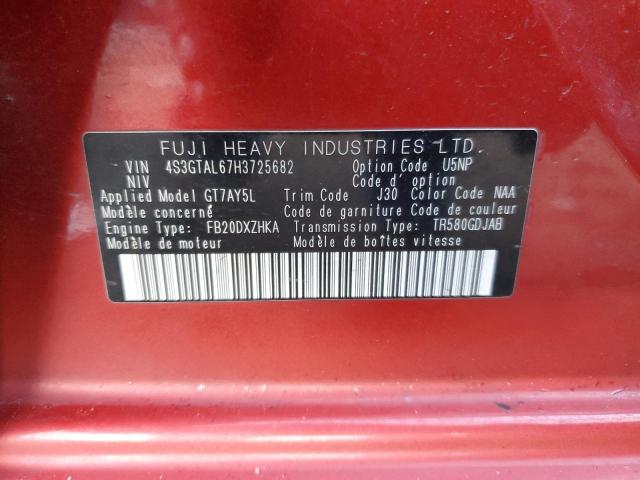 FUJI HEAVY INDUSTRIES LTD.
VIN 4S3GTAL67H3725682 Option Code U5NP
NIV Code d' option
Applied Model GT7AY5L Trim Code J30 Color Code NAA
Modèle concerné Code de garniture Code de couleur
Engine Type: FB20DXZHKA Transmission Type: TR580GDJAB
Modèle de moteur Modèle de boîtes vitesse